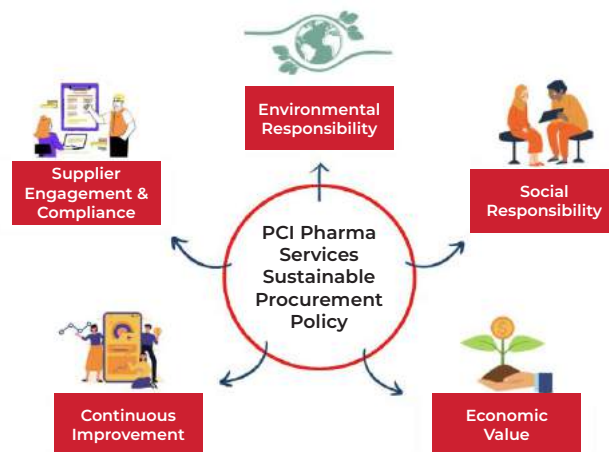 Environmental
Responsibility
Supplier
Engagement &
Compliance
Social
Responsibility
PCI Pharma
Services
Sustainable
Procurement
Policy
Continuous
Improvement
Economic
Value